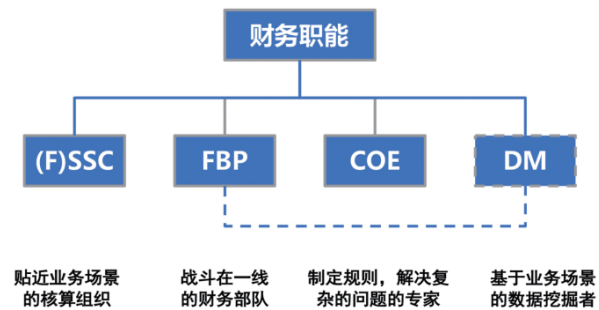 财务职能
(F)SSC
FBP
COE
DM
贴近业务场景
的核算组织
战斗在一线
的财务部队
制定规则，解决复
杂的问题的专家
基于业务场景
的数据挖掘者